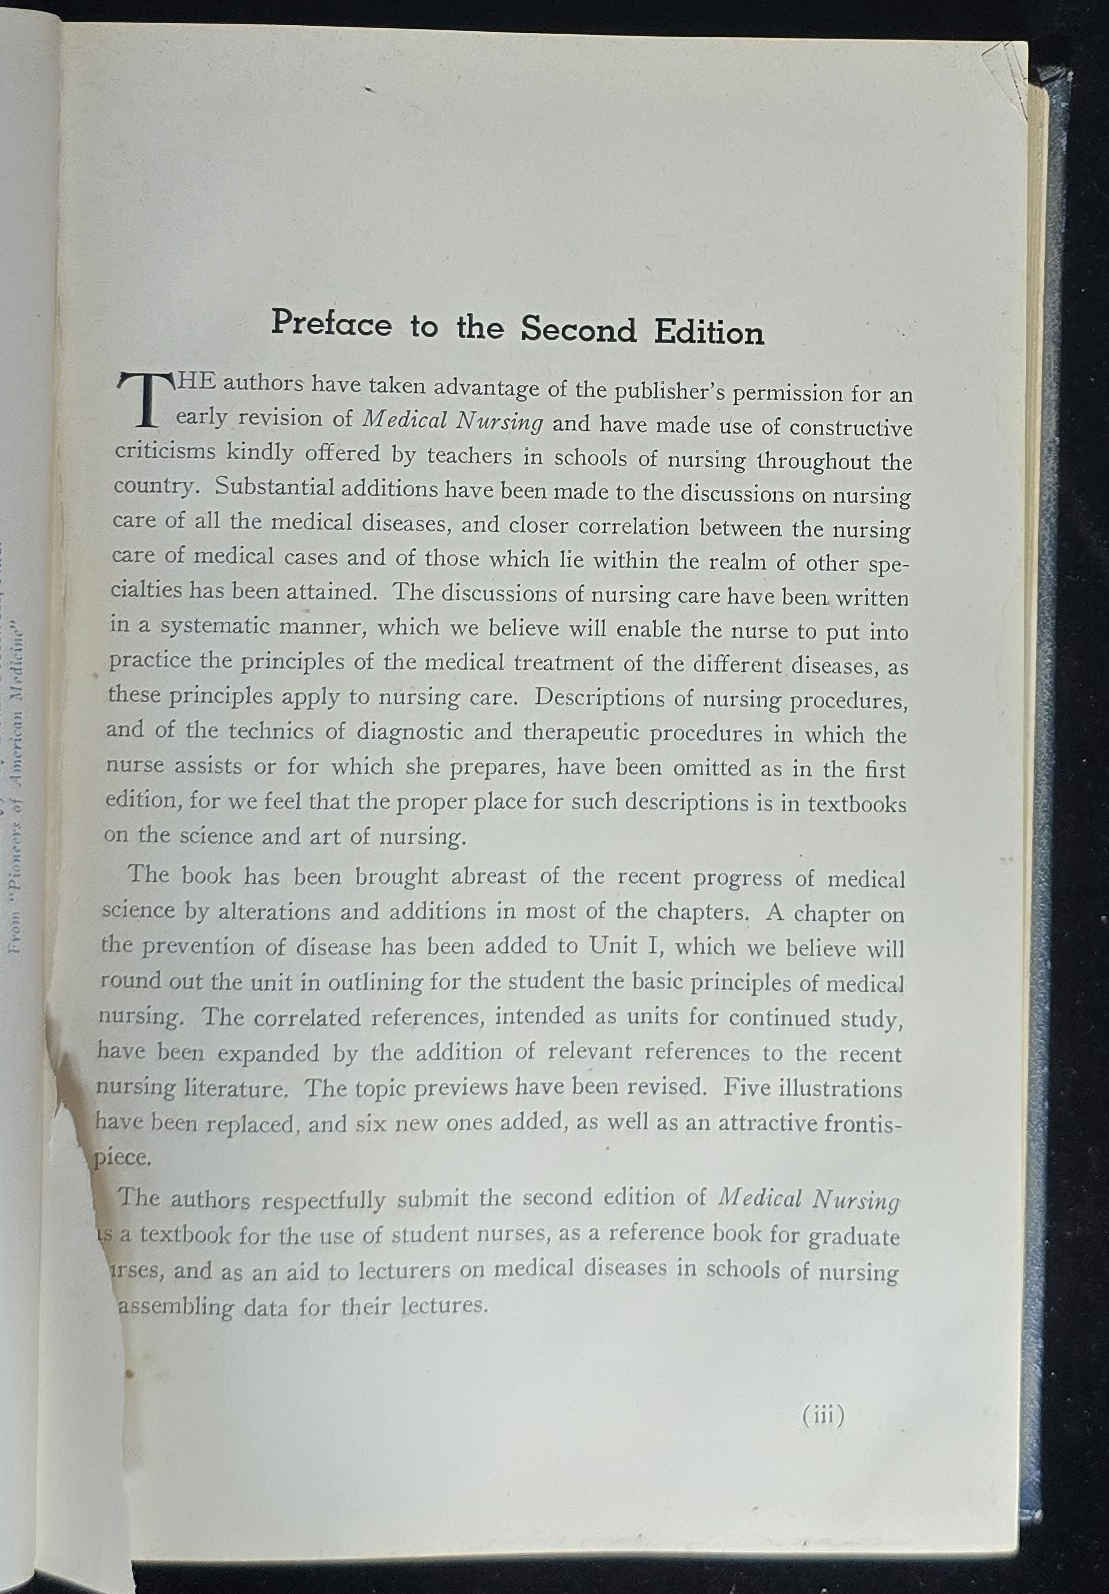 Preface to the Second Edition
THE authors have taken advantage of the publisher's permission for an
early revision of Medical Nursing and have made use of constructive
criticisms kindly offered by teachers in schools of nursing throughout the
country. Substantial additions have been made to the discussions on nursing
care of all the medical diseases, and closer correlation between the nursing
care of medical cases and of those which lie within the realm of other spe-
cialties has been attained. The discussions of nursing care have been written
in a systematic manner, which we believe will enable the nurse to put into
practice the principles of the medical treatment of the different diseases, as
these principles apply to nursing care. Descriptions of nursing procedures,
and of the technics of diagnostic and therapeutic procedures in which the
nurse assists or for which she prepares, have been omitted as in the first
edition, for we feel that the proper place for such descriptions is in textbooks
on the science and art of nursing.
The book has been brought abreast of the recent progress of medical
science by alterations and additions in most of the chapters. A chapter on
the prevention of disease has been added to Unit I, which we believe will
round out the unit in outlining for the student the basic principles of medical
nursing. The correlated references, intended as units for continued study,
have been expanded by the addition of relevant references to the recent
nursing literature. The topic previews have been revised. Five illustrations
have been replaced, and six new ones added, as well as an attractive frontis-
piece.
The authors respectfully submit the second edition of Medical Nursing
a textbook for the use of student nurses, as a reference book for graduate
and as an aid to lecturers on medical diseases in schools of nursing
assembling data for their lectures.
(iii)
From "Pioneers of American Medicine"